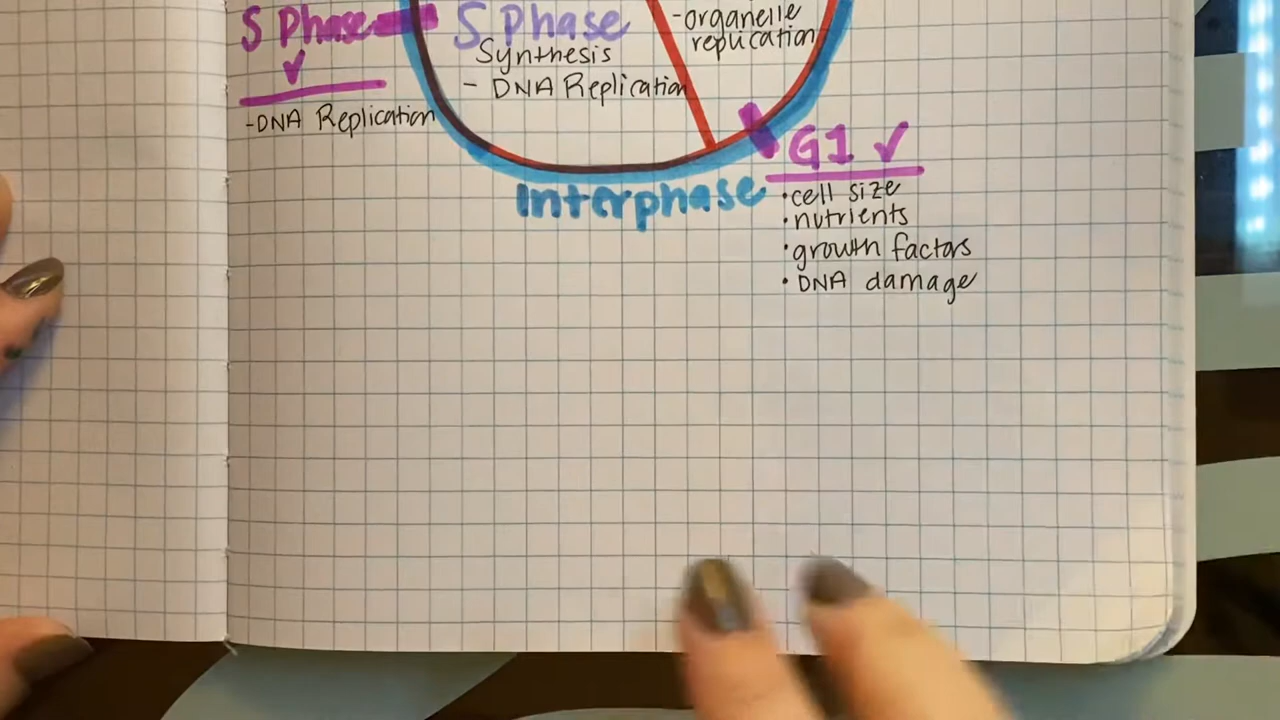 S Phase
✓
-DNA Replication
S Phase
Synthesis
- DNA Replication
-organelle
replication
Interphase
G1 ✓
•cell size
•nutrients
•growth factors
•DNA damage